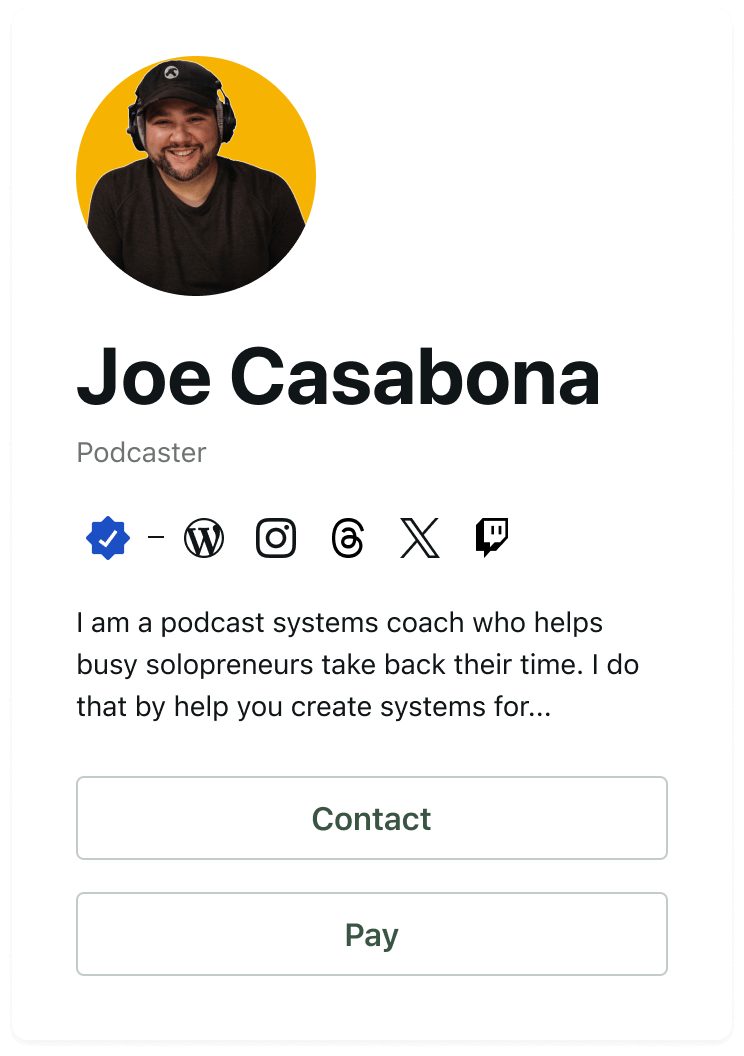 Joe Casabona
Podcaster
I am a podcast systems coach who helps
busy solopreneurs take back their time. I do
that by help you create systems for...
Contact
Pay